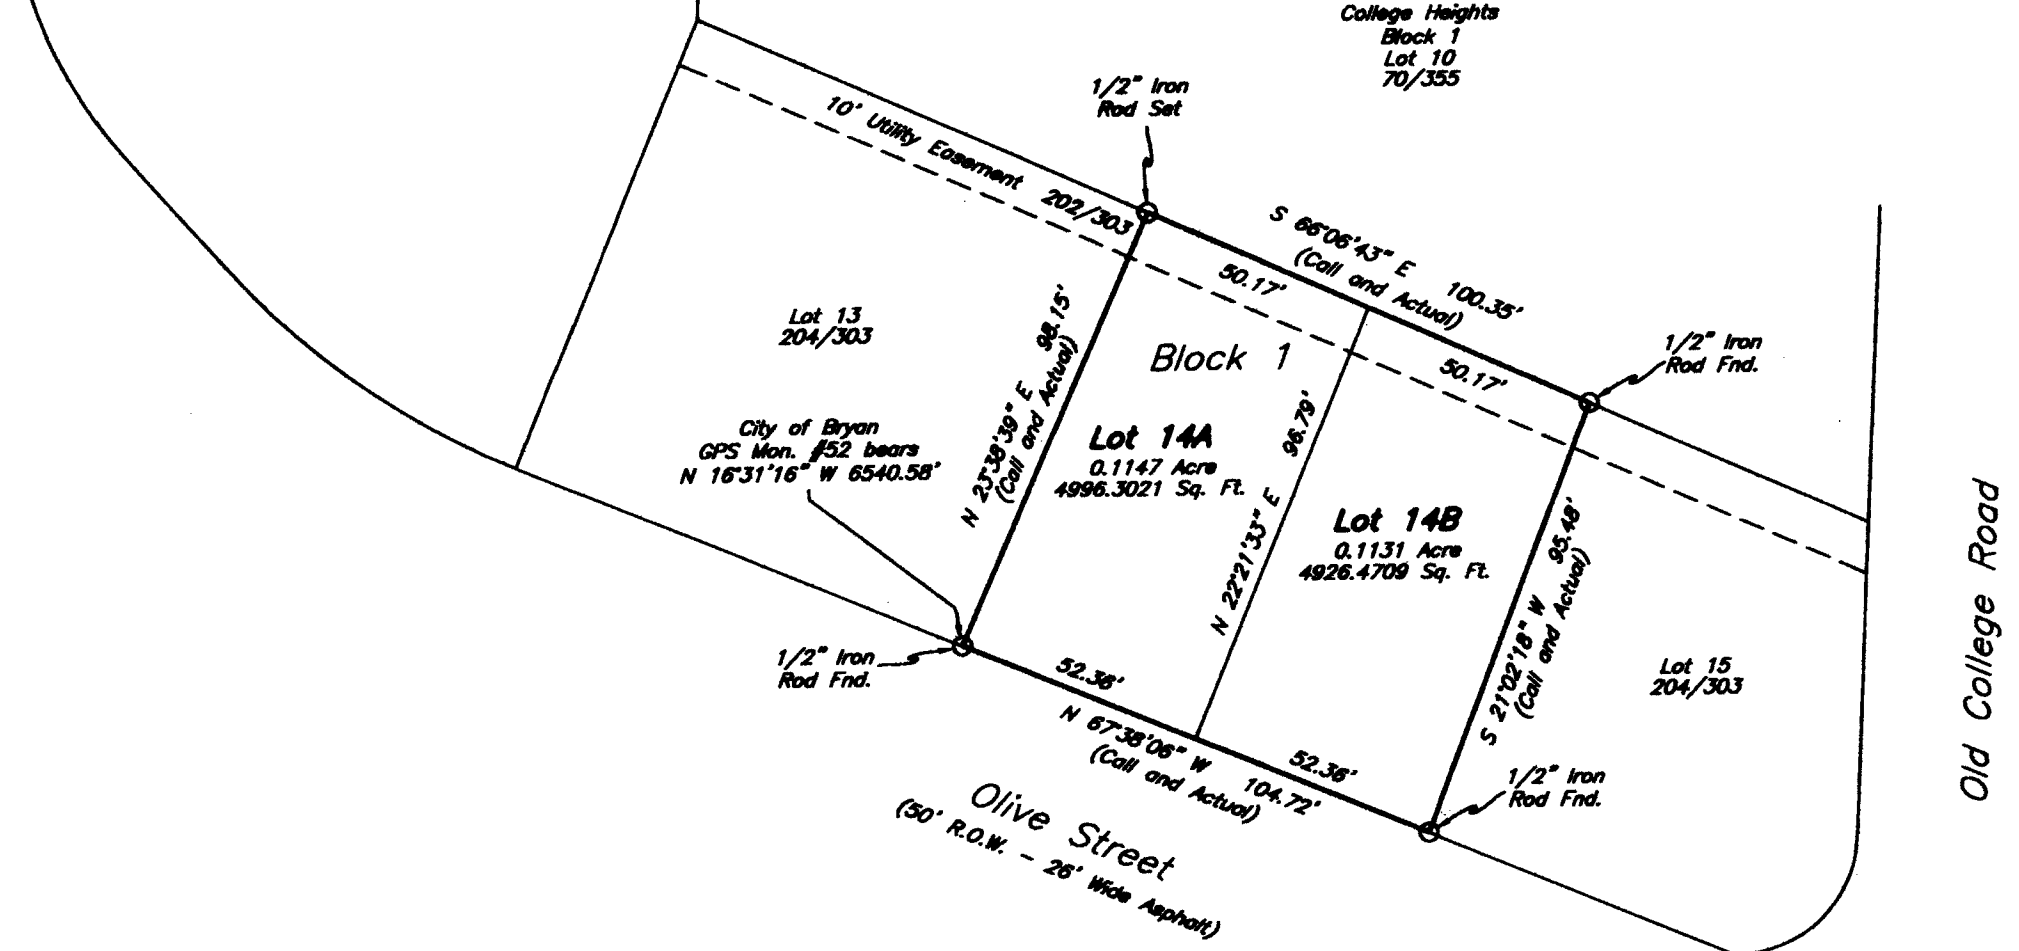 College Heights
Block 1
Lot 10
70/355
1/2" Iron
Rod Set
10' Utility Easement 202/303
S 66°06'43" E 100.35'
(Call and Actual)
50.17'
50.17'
1/2" Iron
Rod Fnd.
Lot 13
204/303
Block 1
N 23°38'39" E 98.15'
(Call and Actual)
Lot 14A
0.1147 Acre
4996.3021 Sq. Ft.
N 22°21'33" E 96.79'
City of Bryan
GPS Mon. #52 bears
N 16°31'16" W 6540.58'
Lot 14B
0.1131 Acre
4926.4709 Sq. Ft.
S 21°02'18" W 95.48'
(Call and Actual)
1/2" Iron
Rod Fnd.
Lot 15
204/303
52.36'
N 67°38'06" W 104.72'
(Call and Actual)
52.36'
1/2" Iron
Rod Fnd.
Olive Street
(50' R.O.W. - 26' Wide Asphalt)
Old College Road